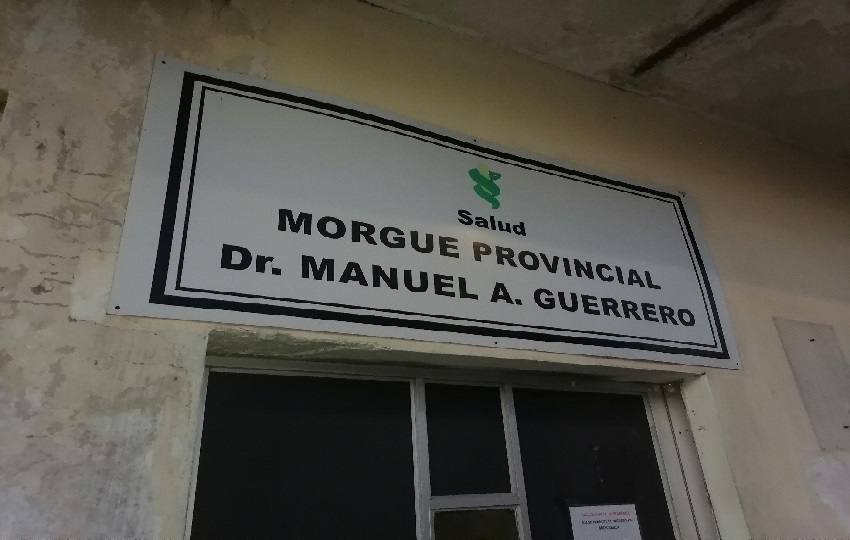 Salud
MORGUE PROVINCIAL
Dr. MANUEL A. GUERRERO